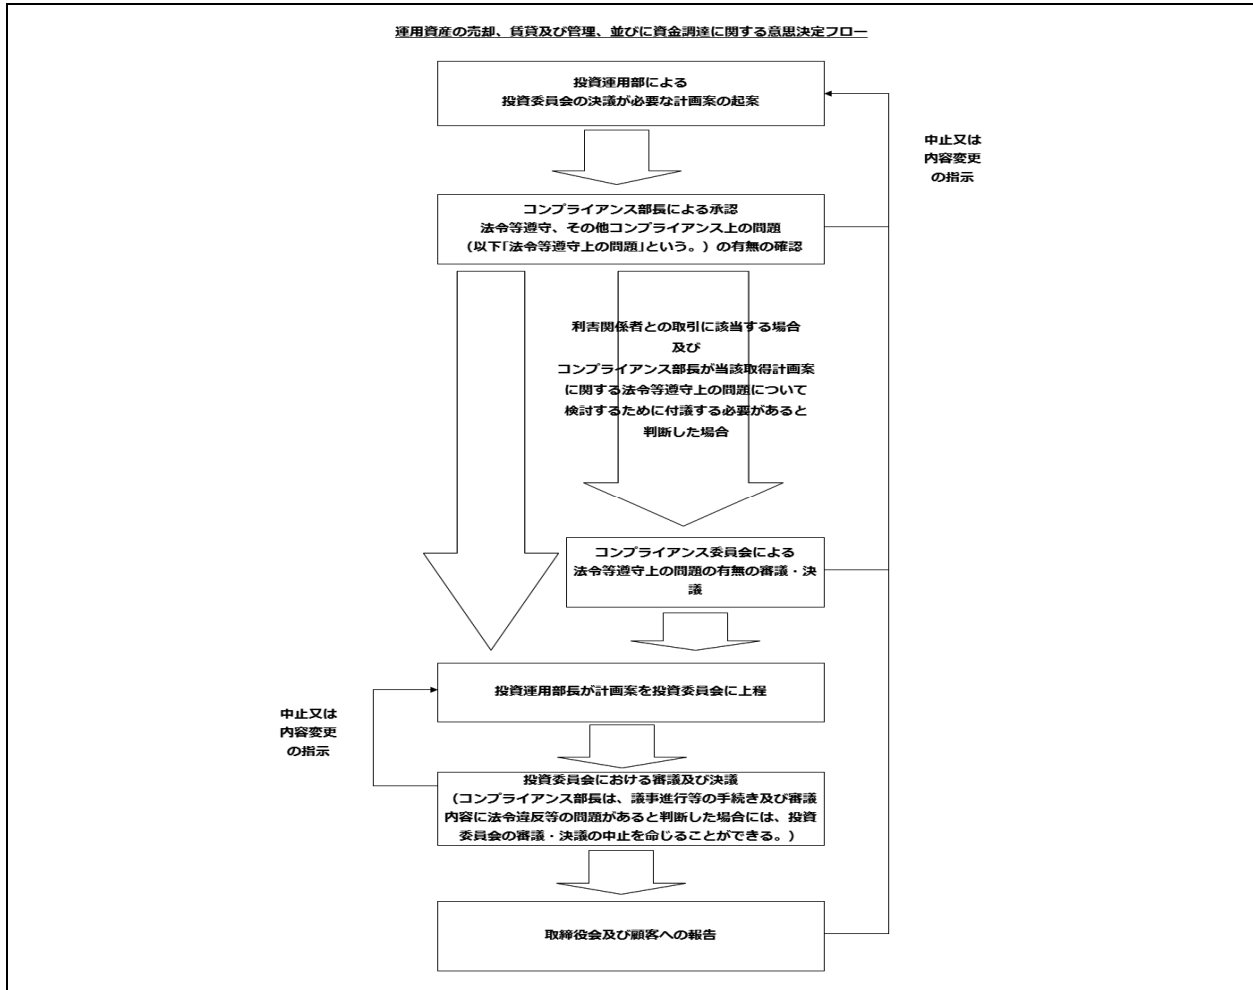 運用資産の売却、賃貸及び管理、並びに資金調達に関する意思決定フロー
投資運用部による
投資委員会の決議が必要な計画案の起案
中止又は
内容変更
の指示
コンプライアンス部長による承認
法令等遵守、その他コンプライアンス上の問題
（以下｢法令等遵守上の問題｣という。）の有無の確認
利害関係者との取引に該当する場合
及び
コンプライアンス部長が当該取得計画案
に関する法令等遵守上の問題について
検討するために付議する必要があると
判断した場合
コンプライアンス委員会による
法令等遵守上の問題の有無の審議・決
議
投資運用部長が計画案を投資委員会に上程
中止又は
内容変更
の指示
投資委員会における審議及び決議
（コンプライアンス部長は、議事進行等の手続き及び審議
内容に法令違反等の問題があると判断した場合には、投資
委員会の審議・決議の中止を命じることができる。）
取締役会及び顧客への報告